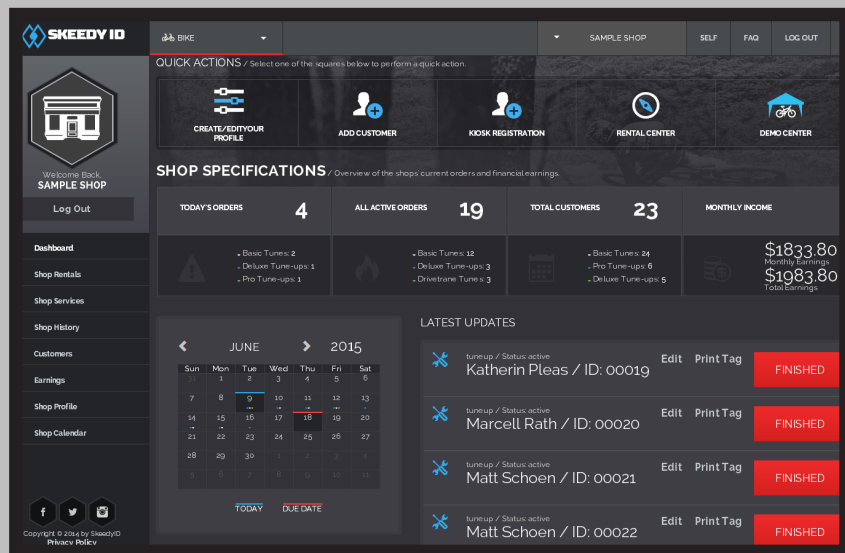 SKEEDY ID
BIKE
SAMPLE SHOP
SELF
FAQ
LOG OUT
Welcome Back,
SAMPLE SHOP
Log Out
Dashboard
Shop Rentals
Shop Services
Shop History
Customers
Earnings
Shop Profile
Shop Calendar
Copyright © 2014 by SkeedyID
Privacy Policy
QUICK ACTIONS / Select one of the squares below to perform a quick action.
CREATE/EDITYOUR
PROFILE
ADD CUSTOMER
KIOSK REGISTRATION
RENTAL CENTER
DEMO CENTER
SHOP SPECIFICATIONS / Overview of the shops' current orders and financial earnings.
TODAY'S ORDERS 4
ALL ACTIVE ORDERS 19
TOTAL CUSTOMERS 23
MONTHLY INCOME
Basic Tunes: 2
Deluxe Tune-ups: 1
Pro Tune-ups: 1
Basic Tunes: 12
Deluxe Tune-ups: 3
Drivetrane Tunes: 3
Basic Tunes: 24
Pro Tune-ups: 6
Deluxe Tune-ups: 5
$1833.80
Monthly Earnings
$1983.80
Total Earnings
JUNE 2015
Sun Mon Tue Wed Thu Fri Sat
31 1 2 3 4 5 6
7 8 9 10 11 12 13
14 15 16 17 18 19 20
21 22 23 24 25 26 27
28 29 30 1 2 3 4
5 6 7 8 9 10 11
TODAY DUE DATE
LATEST UPDATES
tuneup / Status: active
Katherin Pleas / ID: 00019
Edit Print Tag FINISHED
tuneup / Status: active
Marcell Rath / ID: 00020
Edit Print Tag FINISHED
tuneup / Status: active
Matt Schoen / ID: 00021
Edit Print Tag FINISHED
tuneup / Status: active
Matt Schoen / ID: 00022
Edit Print Tag FINISHED